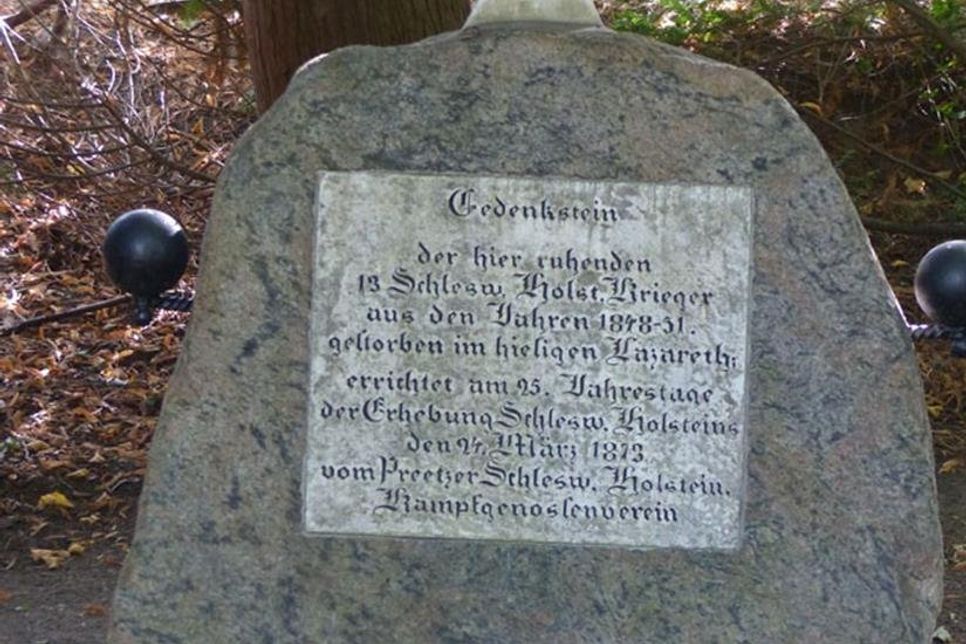 Gedenkstein
der hier ruhenden
13 Schlesw. Holst. Krieger
aus den Jahren 1848-51.
gestorben im hiesigen Lazareth;
errichtet am 25. Jahrestage
der Erhebung Schlesw. Holsteins
den 24. März 1873
vom Preetzer Schlesw. Holstein.
Kampfgenossenverein